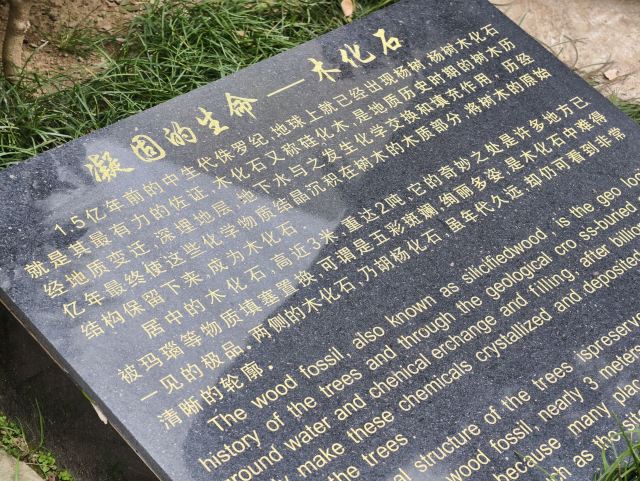 凝固的生命 — 木化石
1.5亿年前的中生代保罗纪,地球上就已经出现杨树,杨树木化石
就是其最有力的佐证。木化石又称硅化木,是地质历史时期的树木历
经地质变迁,深埋地层,地下水与之发生化学交换和填充作用,历经
亿年最终使这些化学物质结晶沉积在树木的木质部分,将树木的原始
结构保留下来,成为木化石。
居中的木化石,高近3米,重达2吨,它的奇妙之处是许多地方已
被玛瑙等物质填塞置换,可谓是五彩斑斓,绚丽多姿,是木化石中难得
一见的极品。两侧的木化石,乃胡杨化石,虽年代久远,却仍可看到非常
清晰的轮廓。
The wood fossil, also known as silicifiedwood, is the geo log
history of the trees and through the geological cro ss-buried
ground water and chehical erchange and filling, after billion
make these chemicals crystallized and deposited
the trees.
structure of the trees ispreserve
wood fossil, nearly 3 meters
because many pla
as the